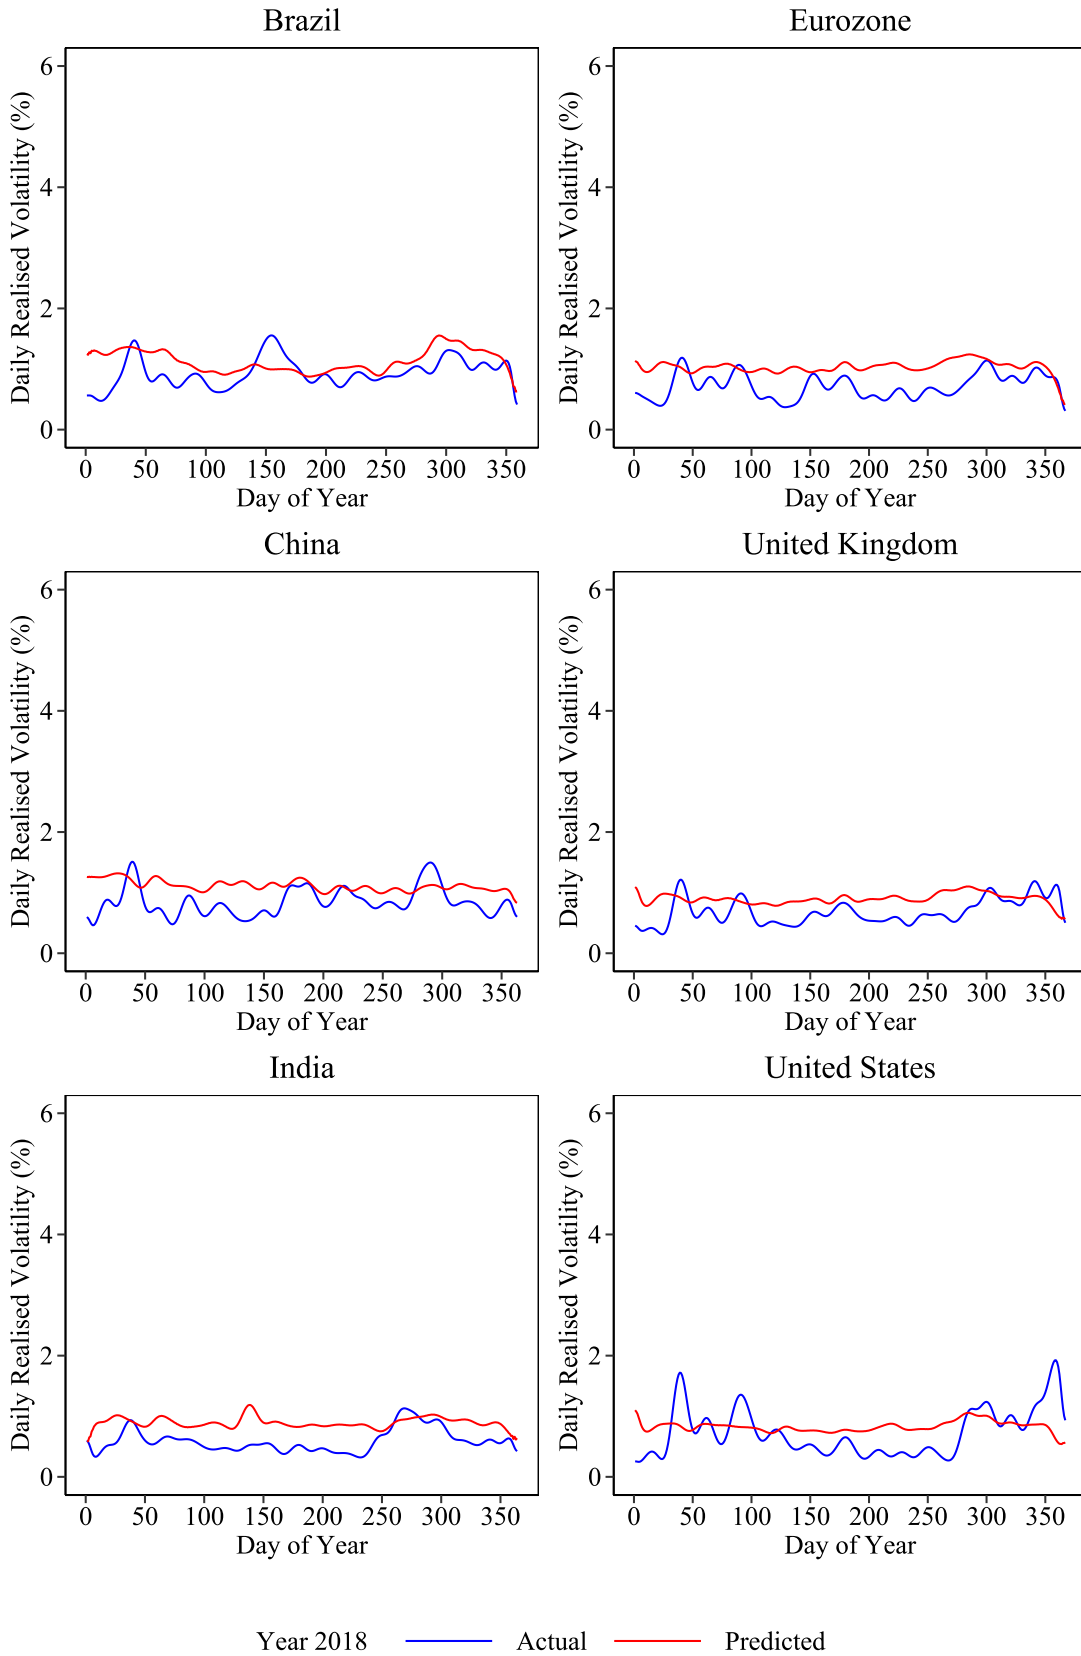 Brazil
Daily Realised Volatility (%)
6
4
2
0
0 50 100 150 200 250 300 350
Day of Year
Eurozone
Daily Realised Volatility (%)
6
4
2
0
0 50 100 150 200 250 300 350
Day of Year
China
Daily Realised Volatility (%)
6
4
2
0
0 50 100 150 200 250 300 350
Day of Year
United Kingdom
Daily Realised Volatility (%)
6
4
2
0
0 50 100 150 200 250 300 350
Day of Year
India
Daily Realised Volatility (%)
6
4
2
0
0 50 100 150 200 250 300 350
Day of Year
United States
Daily Realised Volatility (%)
6
4
2
0
0 50 100 150 200 250 300 350
Day of Year
Year 2018 Actual Predicted